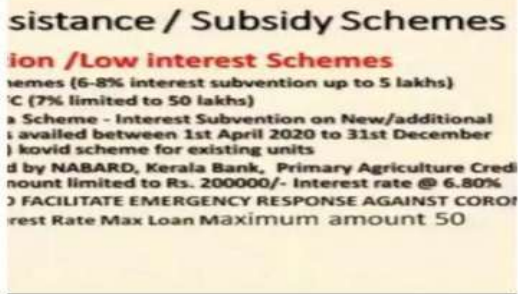 sistance / Subsidy Schemes
ion /Low interest Schemes
emes (6-8% interest subvention up to 5 lakhs)
C (7% limited to 50 lakhs)
a Scheme - Interest Subvention on New/additional
s availed between 1st April 2020 to 31st December
) kovid scheme for existing units
d by NABARD, Kerala Bank, Primary Agriculture Credi
nount limited to Rs. 200000/- Interest rate @ 6.80%
O FACILITATE EMERGENCY RESPONSE AGAINST COROI
rest Rate Max Loan Maximum amount 50